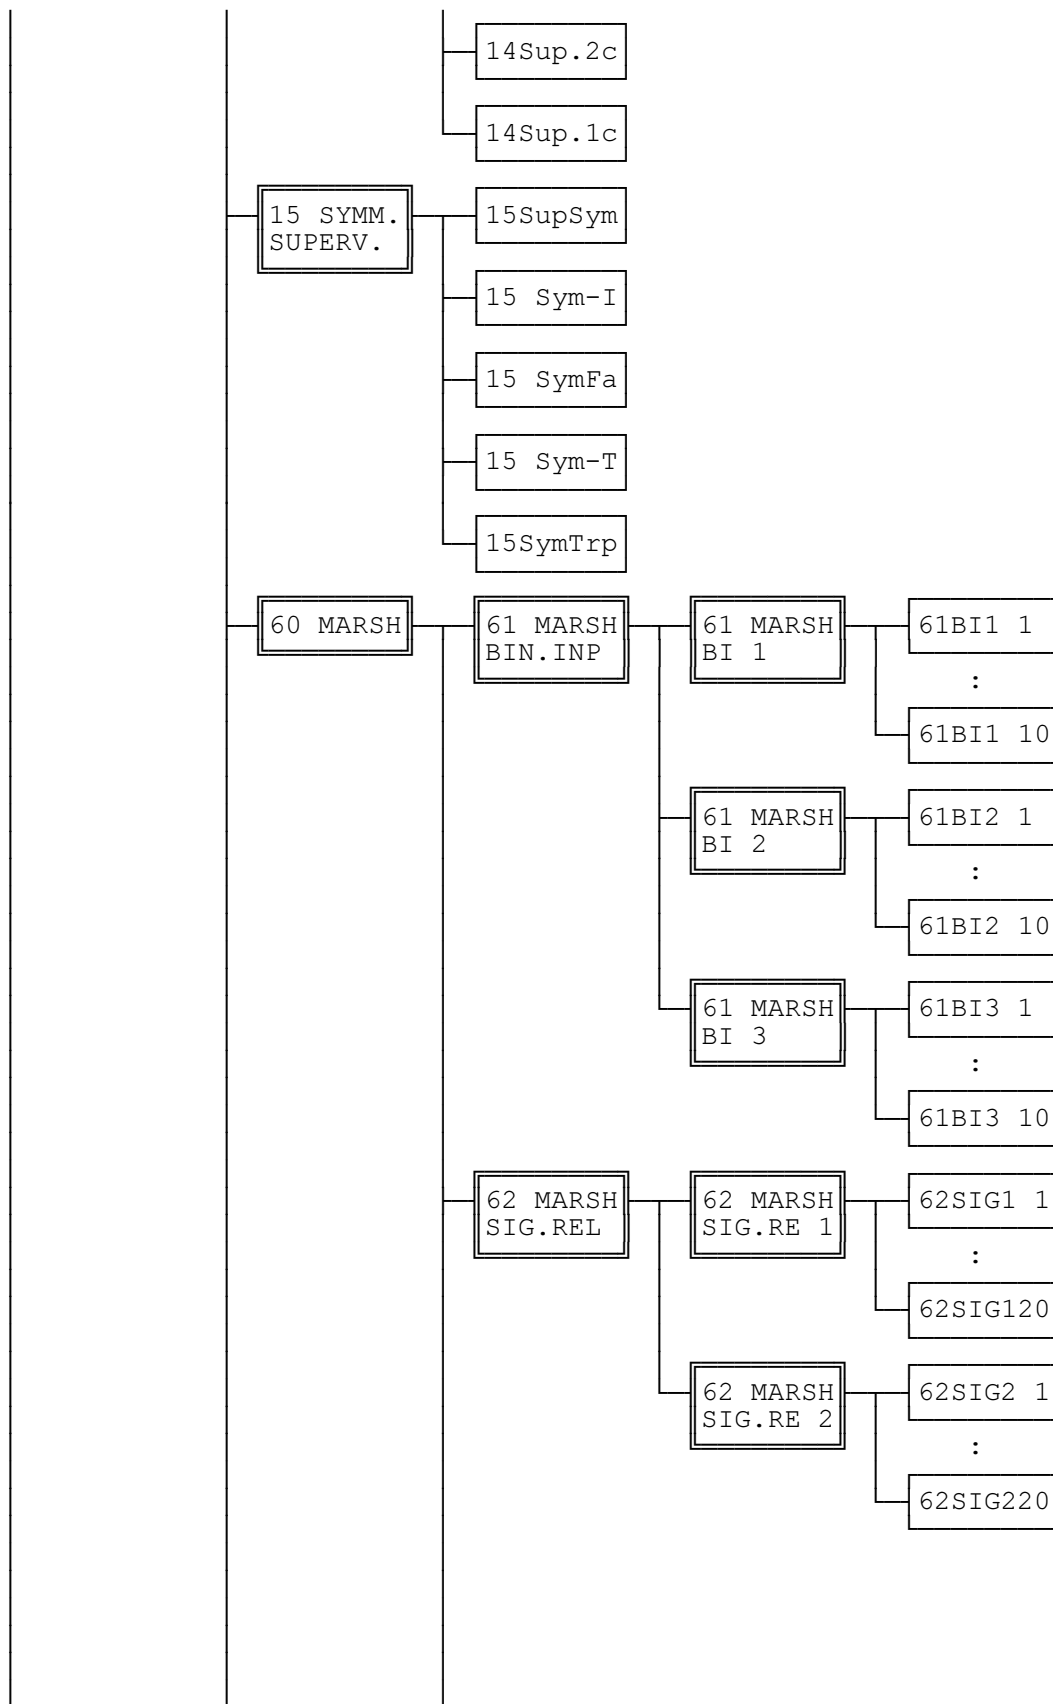 14Sup.2c
14Sup.1c
15 SYMM.
SUPERV.
15SupSym
15 Sym-I
15 SymFa
15 Sym-T
15SymTrp
60 MARSH
61 MARSH
BIN.INP
61 MARSH
BI 1
61BI1 1
:
61BI1 10
61 MARSH
BI 2
61BI2 1
:
61BI2 10
61 MARSH
BI 3
61BI3 1
:
61BI3 10
62 MARSH
SIG.REL
62 MARSH
SIG.RE 1
62SIG1 1
:
62SIG120
62 MARSH
SIG.RE 2
62SIG2 1
:
62SIG220